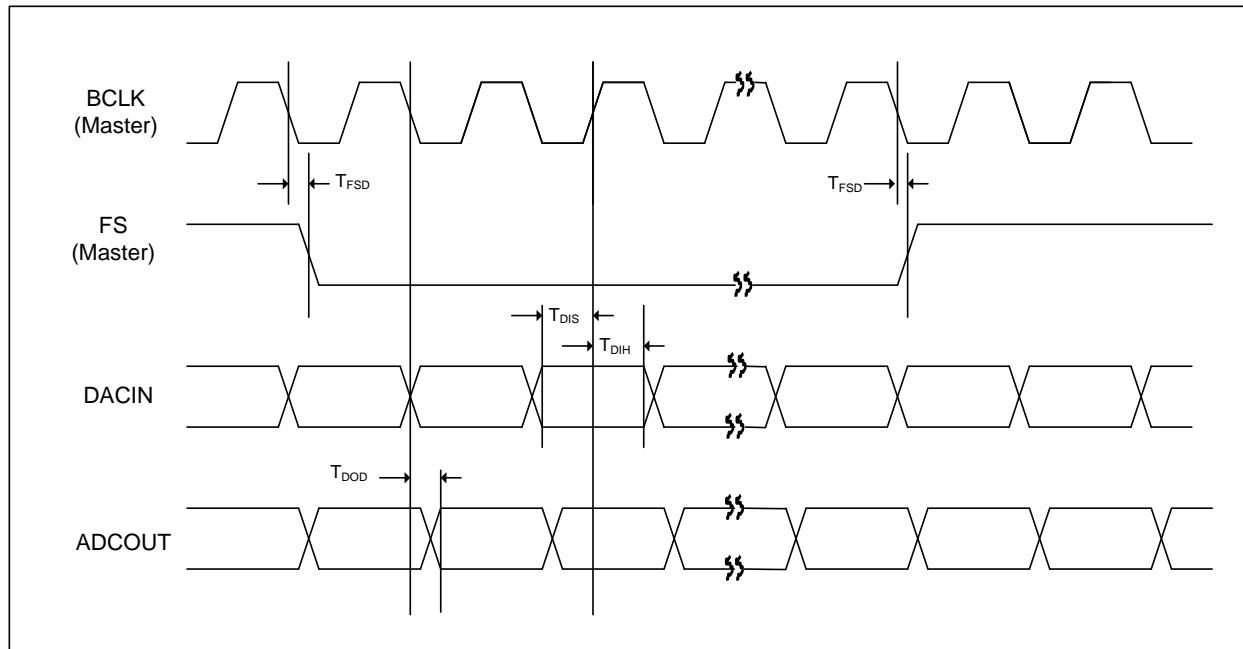 BCLK
(Master)
TFSD
TFSD
FS
(Master)
TDIS
TDIH
DACIN
TDOD
ADCOUT